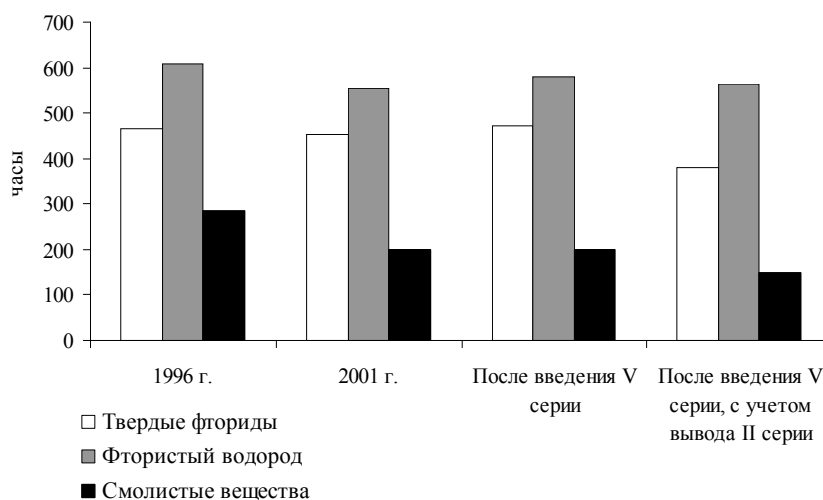 700
600
500
400
300
200
100
0
часы
1996 г.
2001 г.
После введения V
серии
После введения V
серии, с учетом
вывода II серии
Твердые фториды
Фтористый водород
Смолистые вещества